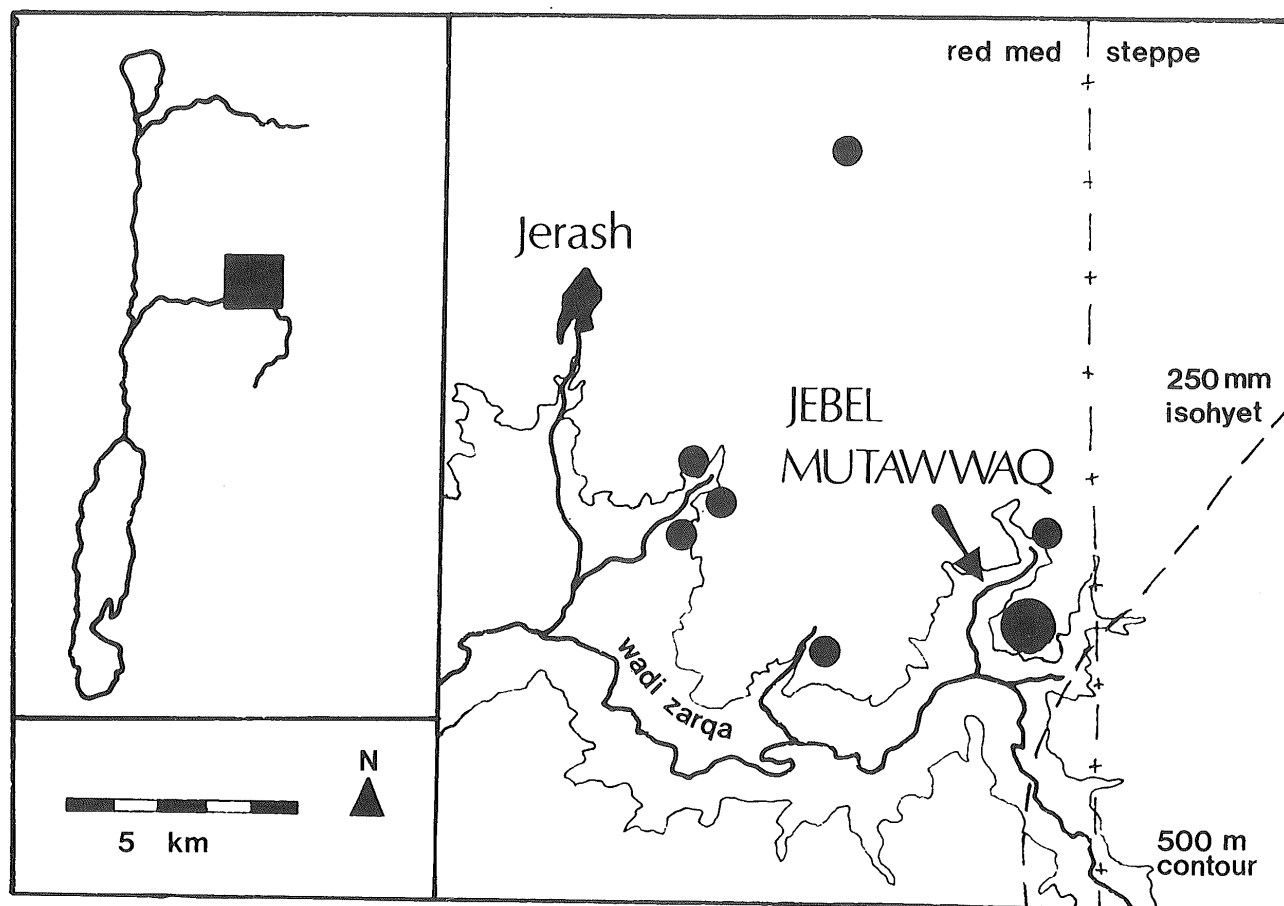 red med steppe
Jerash
250 mm
isohyet
JEBEL
MUTAWWAQ
wadi zarqa
N
5 km
500 m
contour